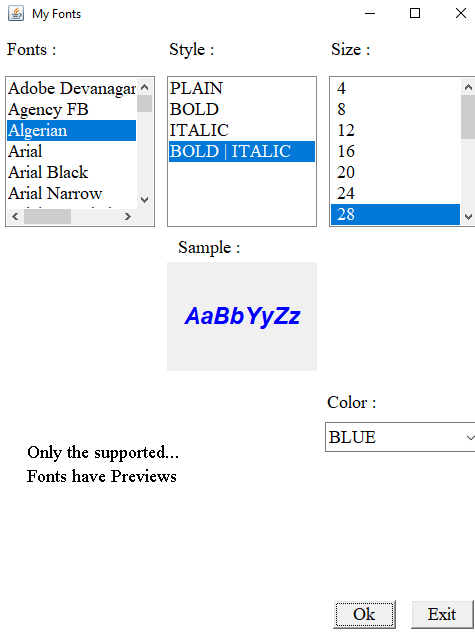 My Fonts
Fonts :
Style :
Size :
Adobe Devanagar
Agency FB
Algerian
Arial
Arial Black
Arial Narrow
PLAIN
BOLD
ITALIC
BOLD | ITALIC
4
8
12
16
20
24
28
Sample :
AaBbYyZz
Color :
BLUE
Only the supported...
Fonts have Previews
Ok
Exit